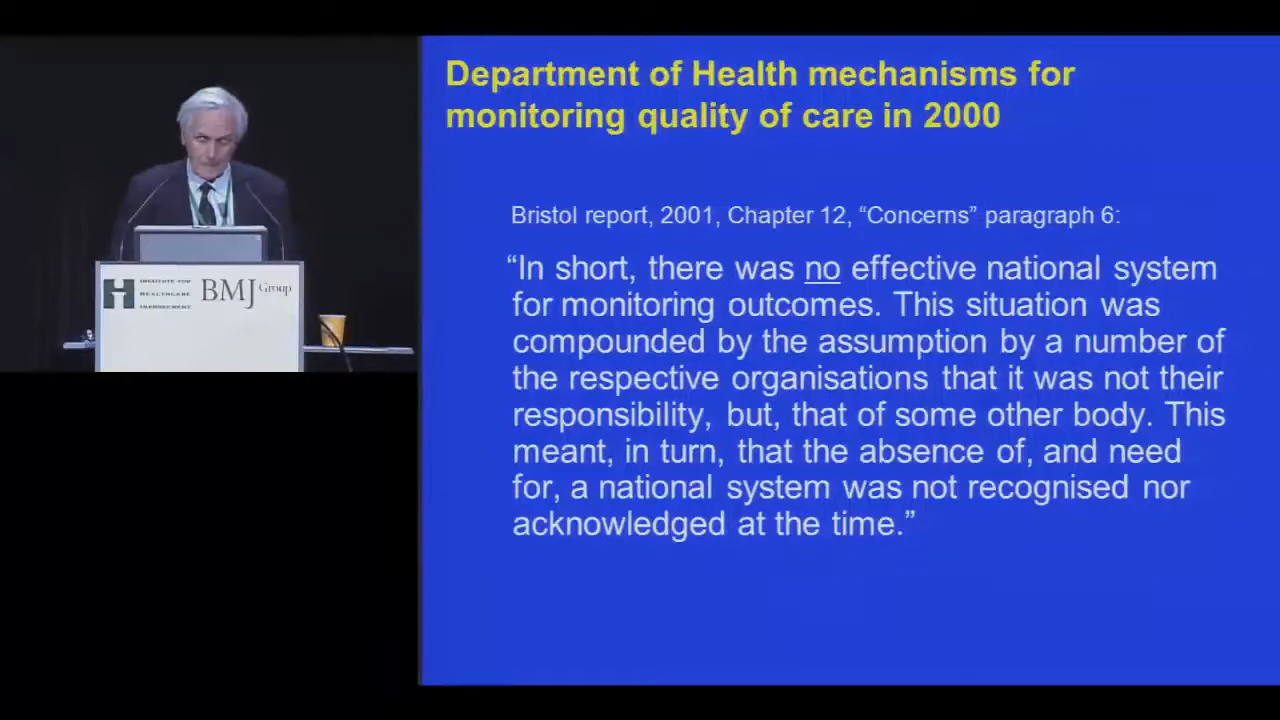 Department of Health mechanisms for
monitoring quality of care in 2000
Bristol report, 2001, Chapter 12, “Concerns” paragraph 6:
“In short, there was no effective national system
for monitoring outcomes. This situation was
compounded by the assumption by a number of
the respective organisations that it was not their
responsibility, but, that of some other body. This
meant, in turn, that the absence of, and need
for, a national system was not recognised nor
acknowledged at the time.”
INSTITUTE FOR
HEALTHCARE
IMPROVEMENT
BMJ Group